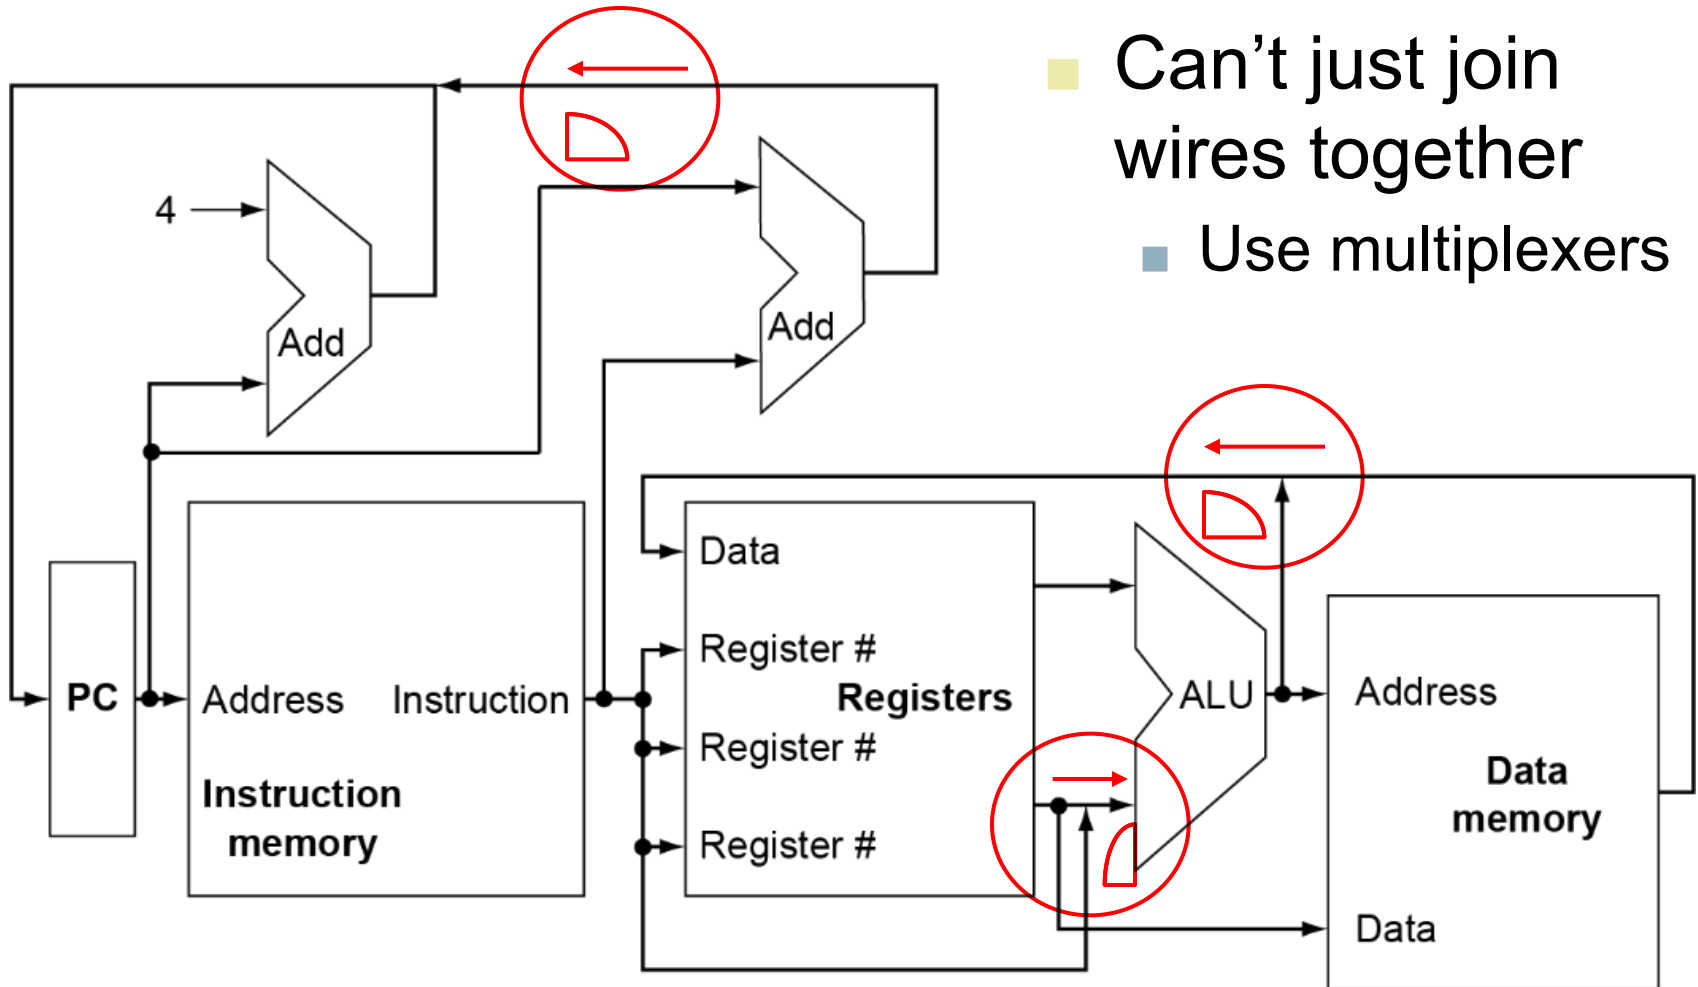 Can’t just join
wires together
Use multiplexers
4
Add
Add
Data
Register #
PC
Address
Instruction
Registers
ALU
Address
Register #
Instruction
memory
Data
memory
Register #
Data